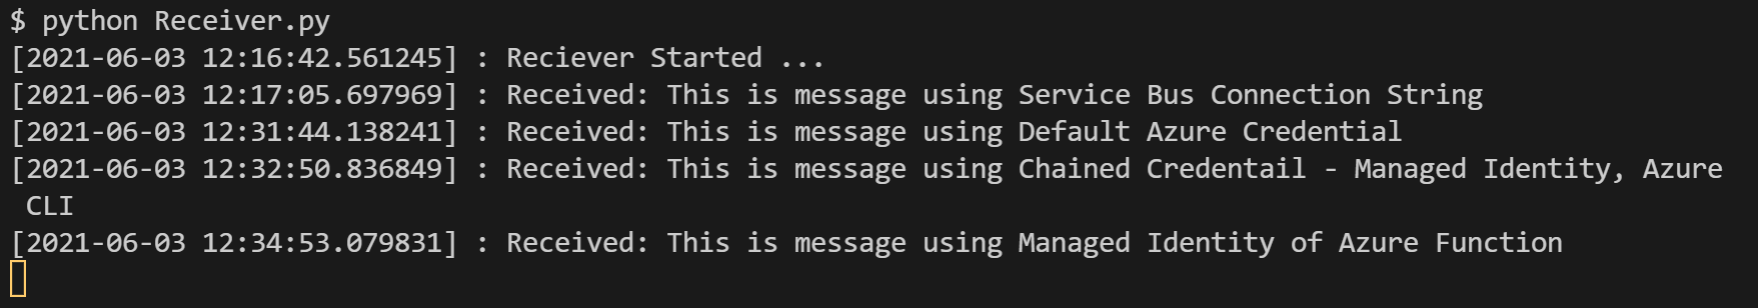 $ python Receiver.py
[2021-06-03 12:16:42.561245] : Reciever Started ...
[2021-06-03 12:17:05.697969] : Received: This is message using Service Bus Connection String
[2021-06-03 12:31:44.138241] : Received: This is message using Default Azure Credential
[2021-06-03 12:32:50.836849] : Received: This is message using Chained Credentail - Managed Identity, Azure
CLI
[2021-06-03 12:34:53.079831] : Received: This is message using Managed Identity of Azure Function